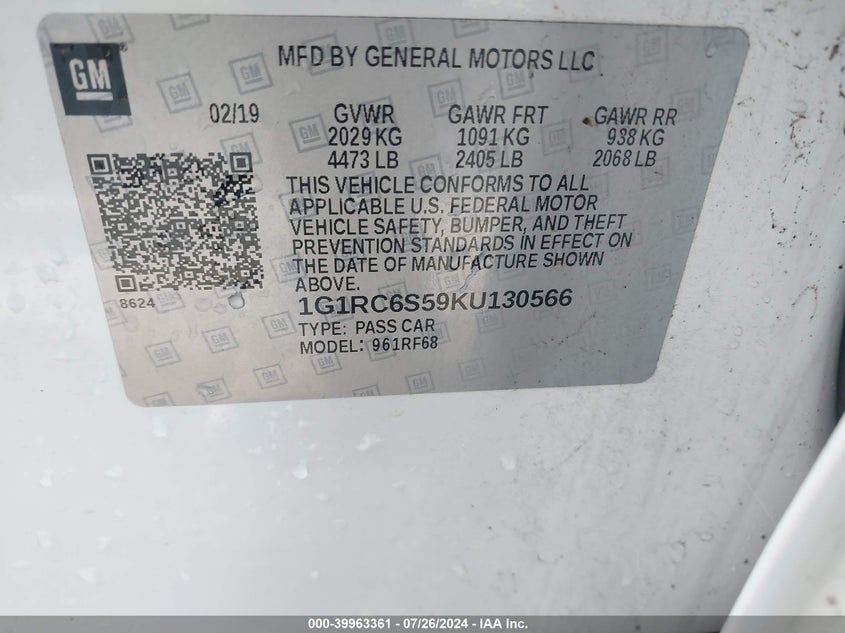 GM
MFD BY GENERAL MOTORS LLC
02/19 GVWR GAWR FRT GAWR RR
2029 KG 1091 KG 938 KG
4473 LB 2405 LB 2068 LB
THIS VEHICLE CONFORMS TO ALL
APPLICABLE U.S. FEDERAL MOTOR
VEHICLE SAFETY, BUMPER, AND THEFT
PREVENTION STANDARDS IN EFFECT ON
THE DATE OF MANUFACTURE SHOWN
ABOVE.
8624
1G1RC6S59KU130566
TYPE: PASS CAR
MODEL: 961RF68
000-39963361 - 07/26/2024 - IAA Inc.